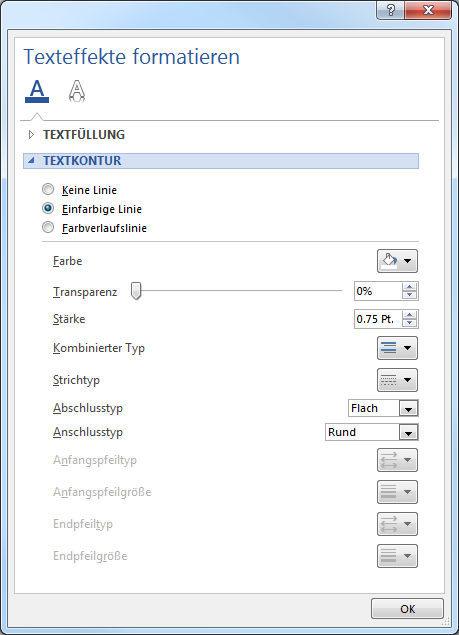 Texteffekte formatieren
A A
TEXTFÜLLUNG
TEXTKONTUR
Keine Linie
Einfarbige Linie
Farbverlaufslinie
Farbe
Transparenz 0%
Stärke 0.75 Pt.
Kombinierter Typ
Strichtyp
Abschlusstyp Flach
Anschlusstyp Rund
Anfangspfeiltyp
Anfangspfeilgröße
Endpfeiltyp
Endpfeilgröße
OK